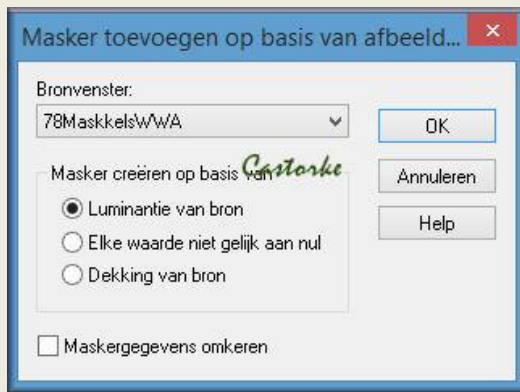 Masker toevoegen op basis van afbeeld...
Bronvenster:
78MaskkelsWWA
OK
Masker creëren op basis van
Castorke
Annuleren
Luminantie van bron
Help
Elke waarde niet gelijk aan nul
Dekking van bron
Maskergegevens omkeren